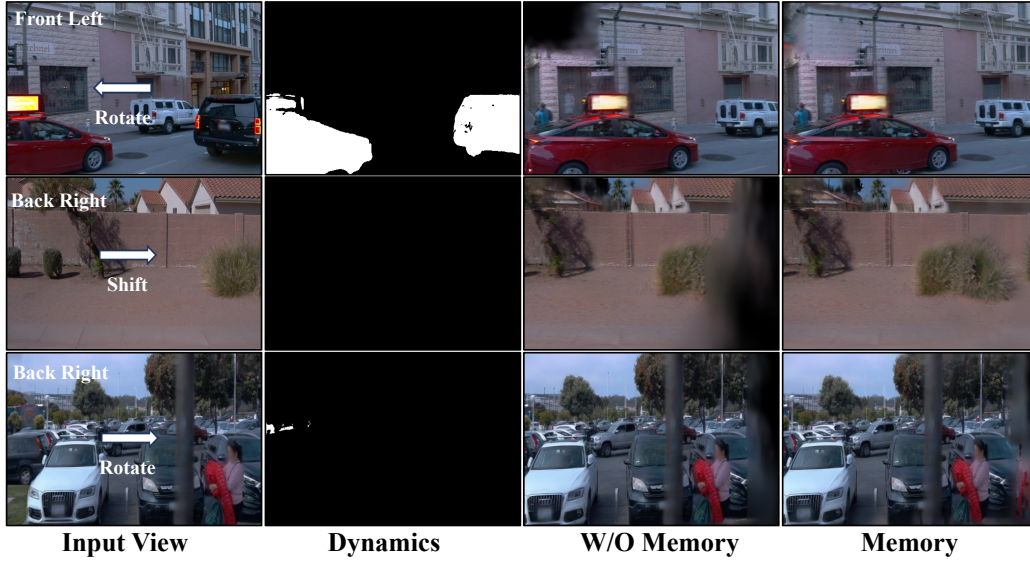 Front Left
Rotate
Back Right
Shift
Back Right
Rotate
Input View
Dynamics
W/O Memory
Memory